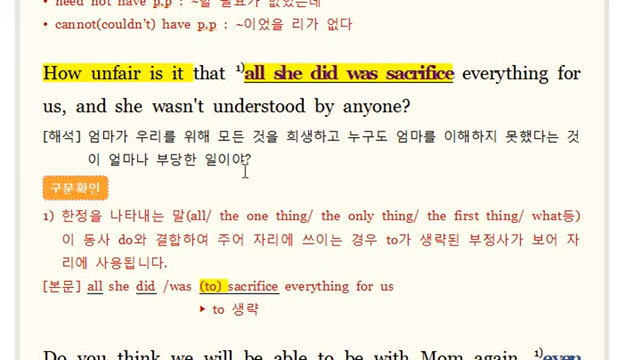 • need not have p,p : ~할 필요가 없었는데
• cannot(couldn't) have p,p : ~이었을 리가 없다
How unfair is it that 1)all she did was sacrifice everything for
us, and she wasn't understood by anyone?
[해석] 엄마가 우리를 위해 모든 것을 희생하고 누구도 엄마를 이해하지 못했다는 것
이 얼마나 부당한 일이야?
구문확인
1) 한정을 나타내는 말(all/ the one thing/ the only thing/ the first thing/ what등)
이 동사 do와 결합하여 주어 자리에 쓰이는 경우 to가 생략된 부정사가 보어 자
리에 사용됩니다.
[본문] all she did /was (to) sacrifice everything for us
▸ to 생략
Do you think we will be able to be with Mom again, 1)even